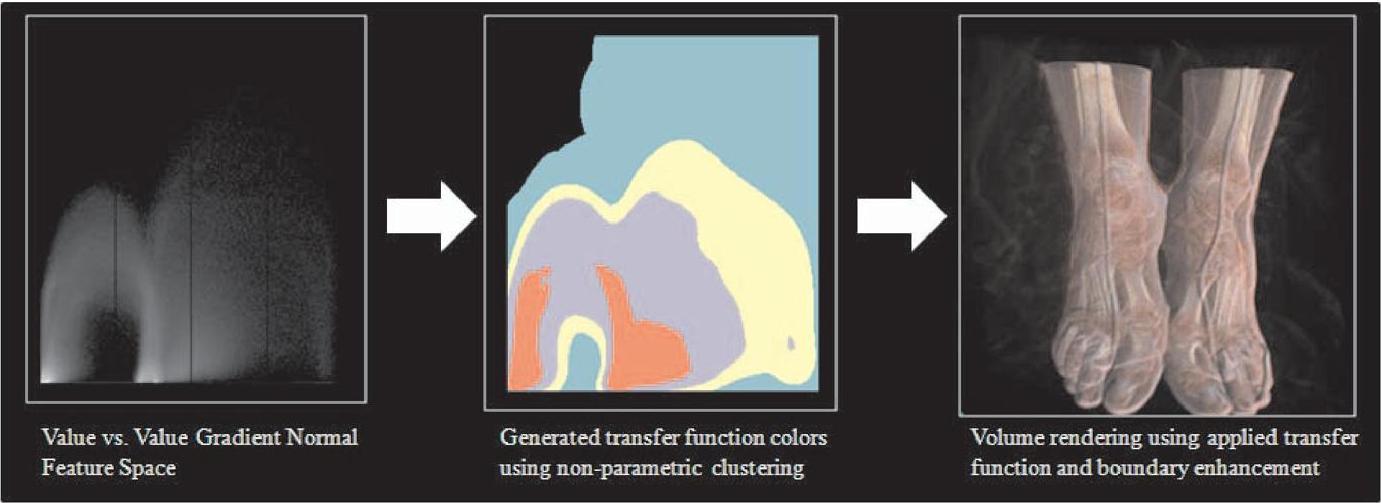 Value vs. Value Gradient Normal
Feature Space
Generated transfer function colors
using non-parametric clustering
Volume rendering using applied transfer
function and boundary enhancement